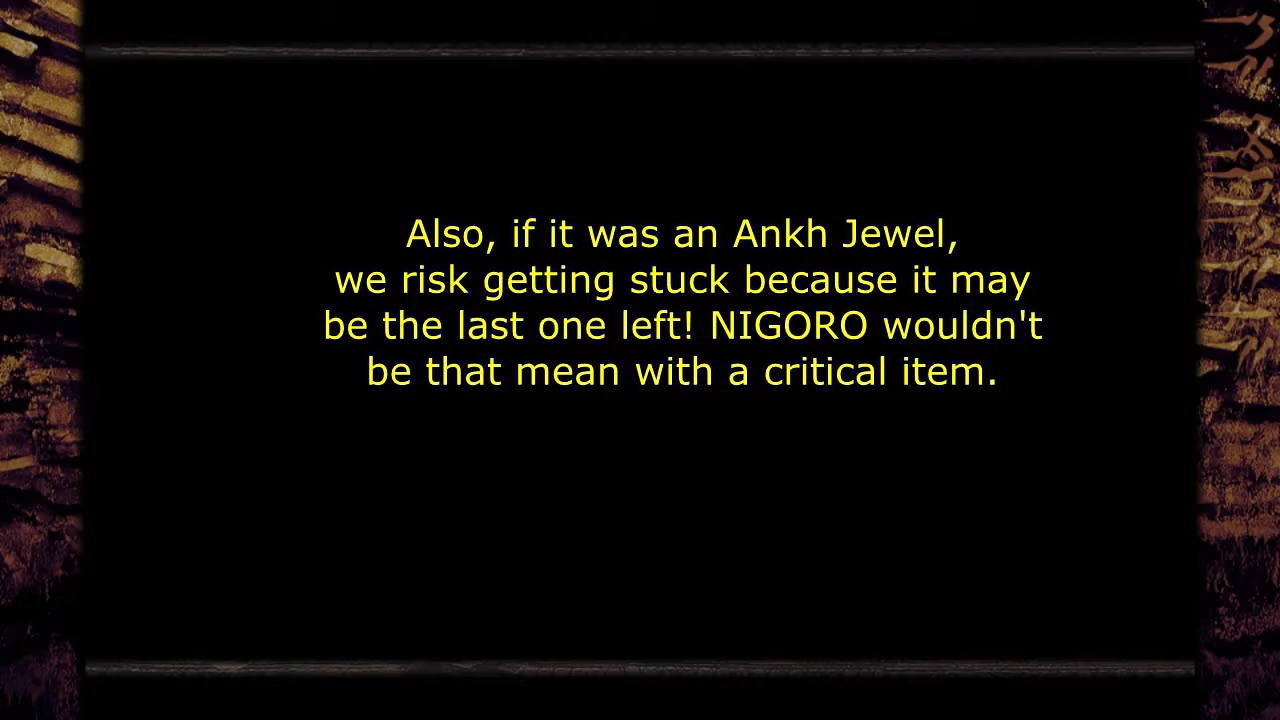 Also, if it was an Ankh Jewel,
we risk getting stuck because it may
be the last one left! NIGORO wouldn't
be that mean with a critical item.